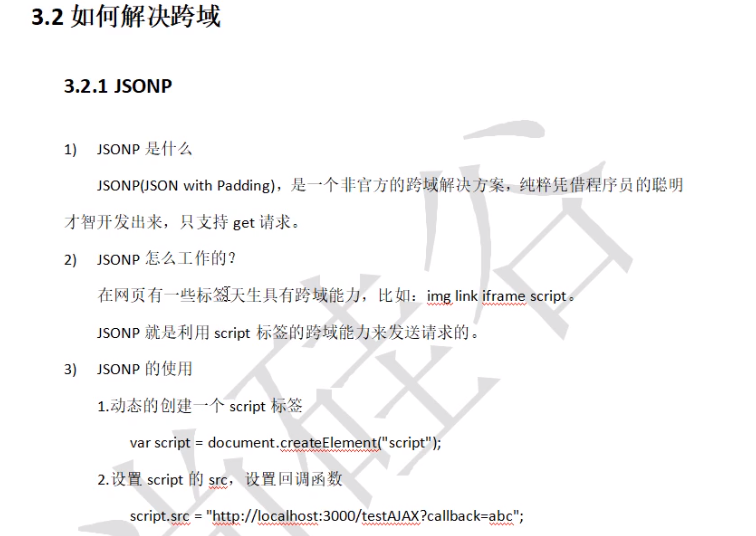 3.2 如何解决跨域
3.2.1 JSONP
1) JSONP 是什么
JSONP(JSON with Padding)，是一个非官方的跨域解决方案，纯粹凭借程序员的聪明
才智开发出来，只支持 get 请求。
2) JSONP 怎么工作的？
在网页有一些标签天生具有跨域能力，比如：img link iframe script。
JSONP 就是利用 script 标签的跨域能力来发送请求的。
3) JSONP 的使用
1.动态的创建一个 script 标签
var script = document.createElement("script");
2.设置 script 的 src，设置回调函数
script.src = "http://localhost:3000/testAJAX?callback=abc";
尚硅谷